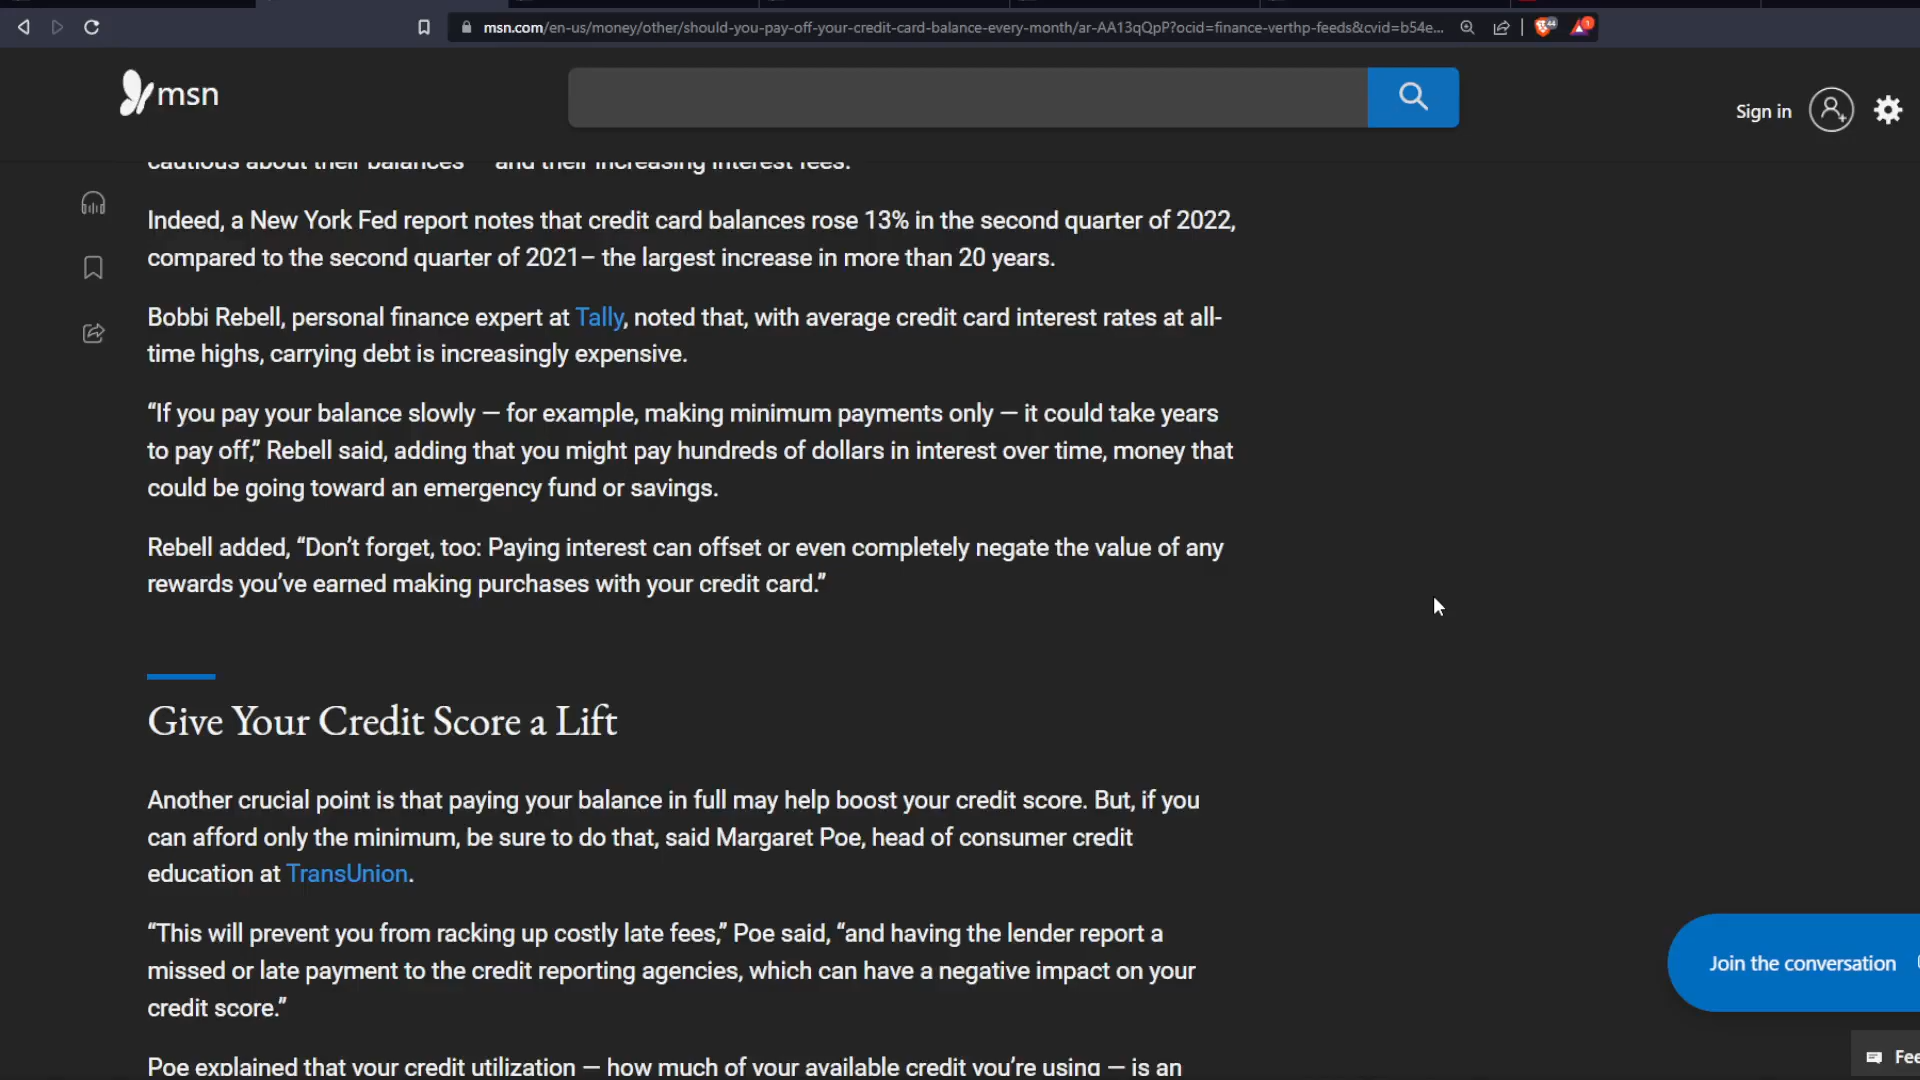 msn.com/en-us/money/other/should-you-pay-off-your-credit-card-balance-every-month/ar-AA13qQpP?ocid=finance-verthp-feeds&cvid=b54e...
44
1
msn
Sign in
cautious about their balances — and their increasing interest fees.
Indeed, a New York Fed report notes that credit card balances rose 13% in the second quarter of 2022,
compared to the second quarter of 2021– the largest increase in more than 20 years.
Bobbi Rebell, personal finance expert at Tally, noted that, with average credit card interest rates at all-
time highs, carrying debt is increasingly expensive.
“If you pay your balance slowly — for example, making minimum payments only — it could take years
to pay off,” Rebell said, adding that you might pay hundreds of dollars in interest over time, money that
could be going toward an emergency fund or savings.
Rebell added, “Don’t forget, too: Paying interest can offset or even completely negate the value of any
rewards you’ve earned making purchases with your credit card.”
Give Your Credit Score a Lift
Another crucial point is that paying your balance in full may help boost your credit score. But, if you
can afford only the minimum, be sure to do that, said Margaret Poe, head of consumer credit
education at TransUnion.
“This will prevent you from racking up costly late fees,” Poe said, “and having the lender report a
missed or late payment to the credit reporting agencies, which can have a negative impact on your
credit score.”
Join the conversation
Poe explained that your credit utilization — how much of your available credit you’re using — is an
Fee